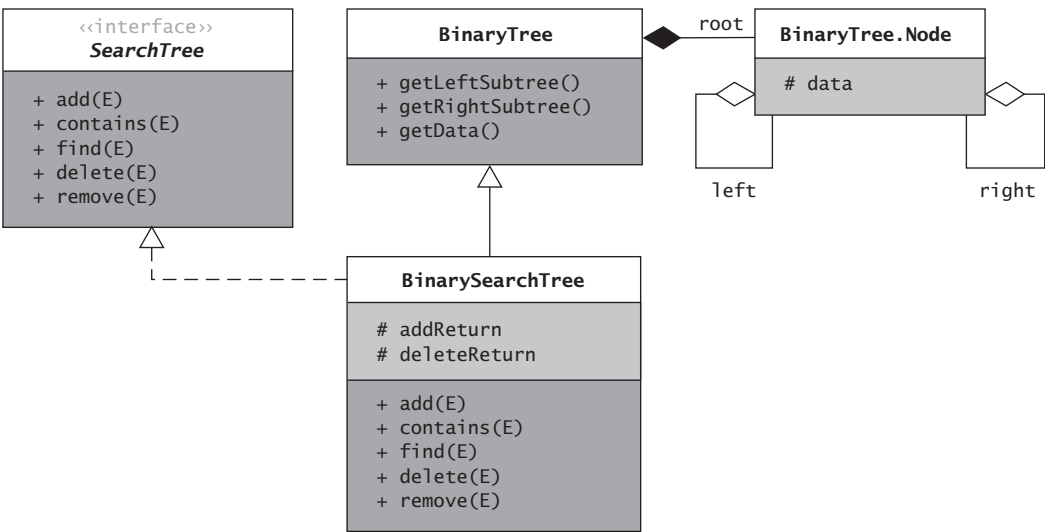 ‹‹interface››
SearchTree
+ add(E)
+ contains(E)
+ find(E)
+ delete(E)
+ remove(E)
BinaryTree
+ getLeftSubtree()
+ getRightSubtree()
+ getData()
root
BinaryTree.Node
# data
left
right
BinarySearchTree
# addReturn
# deleteReturn
+ add(E)
+ contains(E)
+ find(E)
+ delete(E)
+ remove(E)